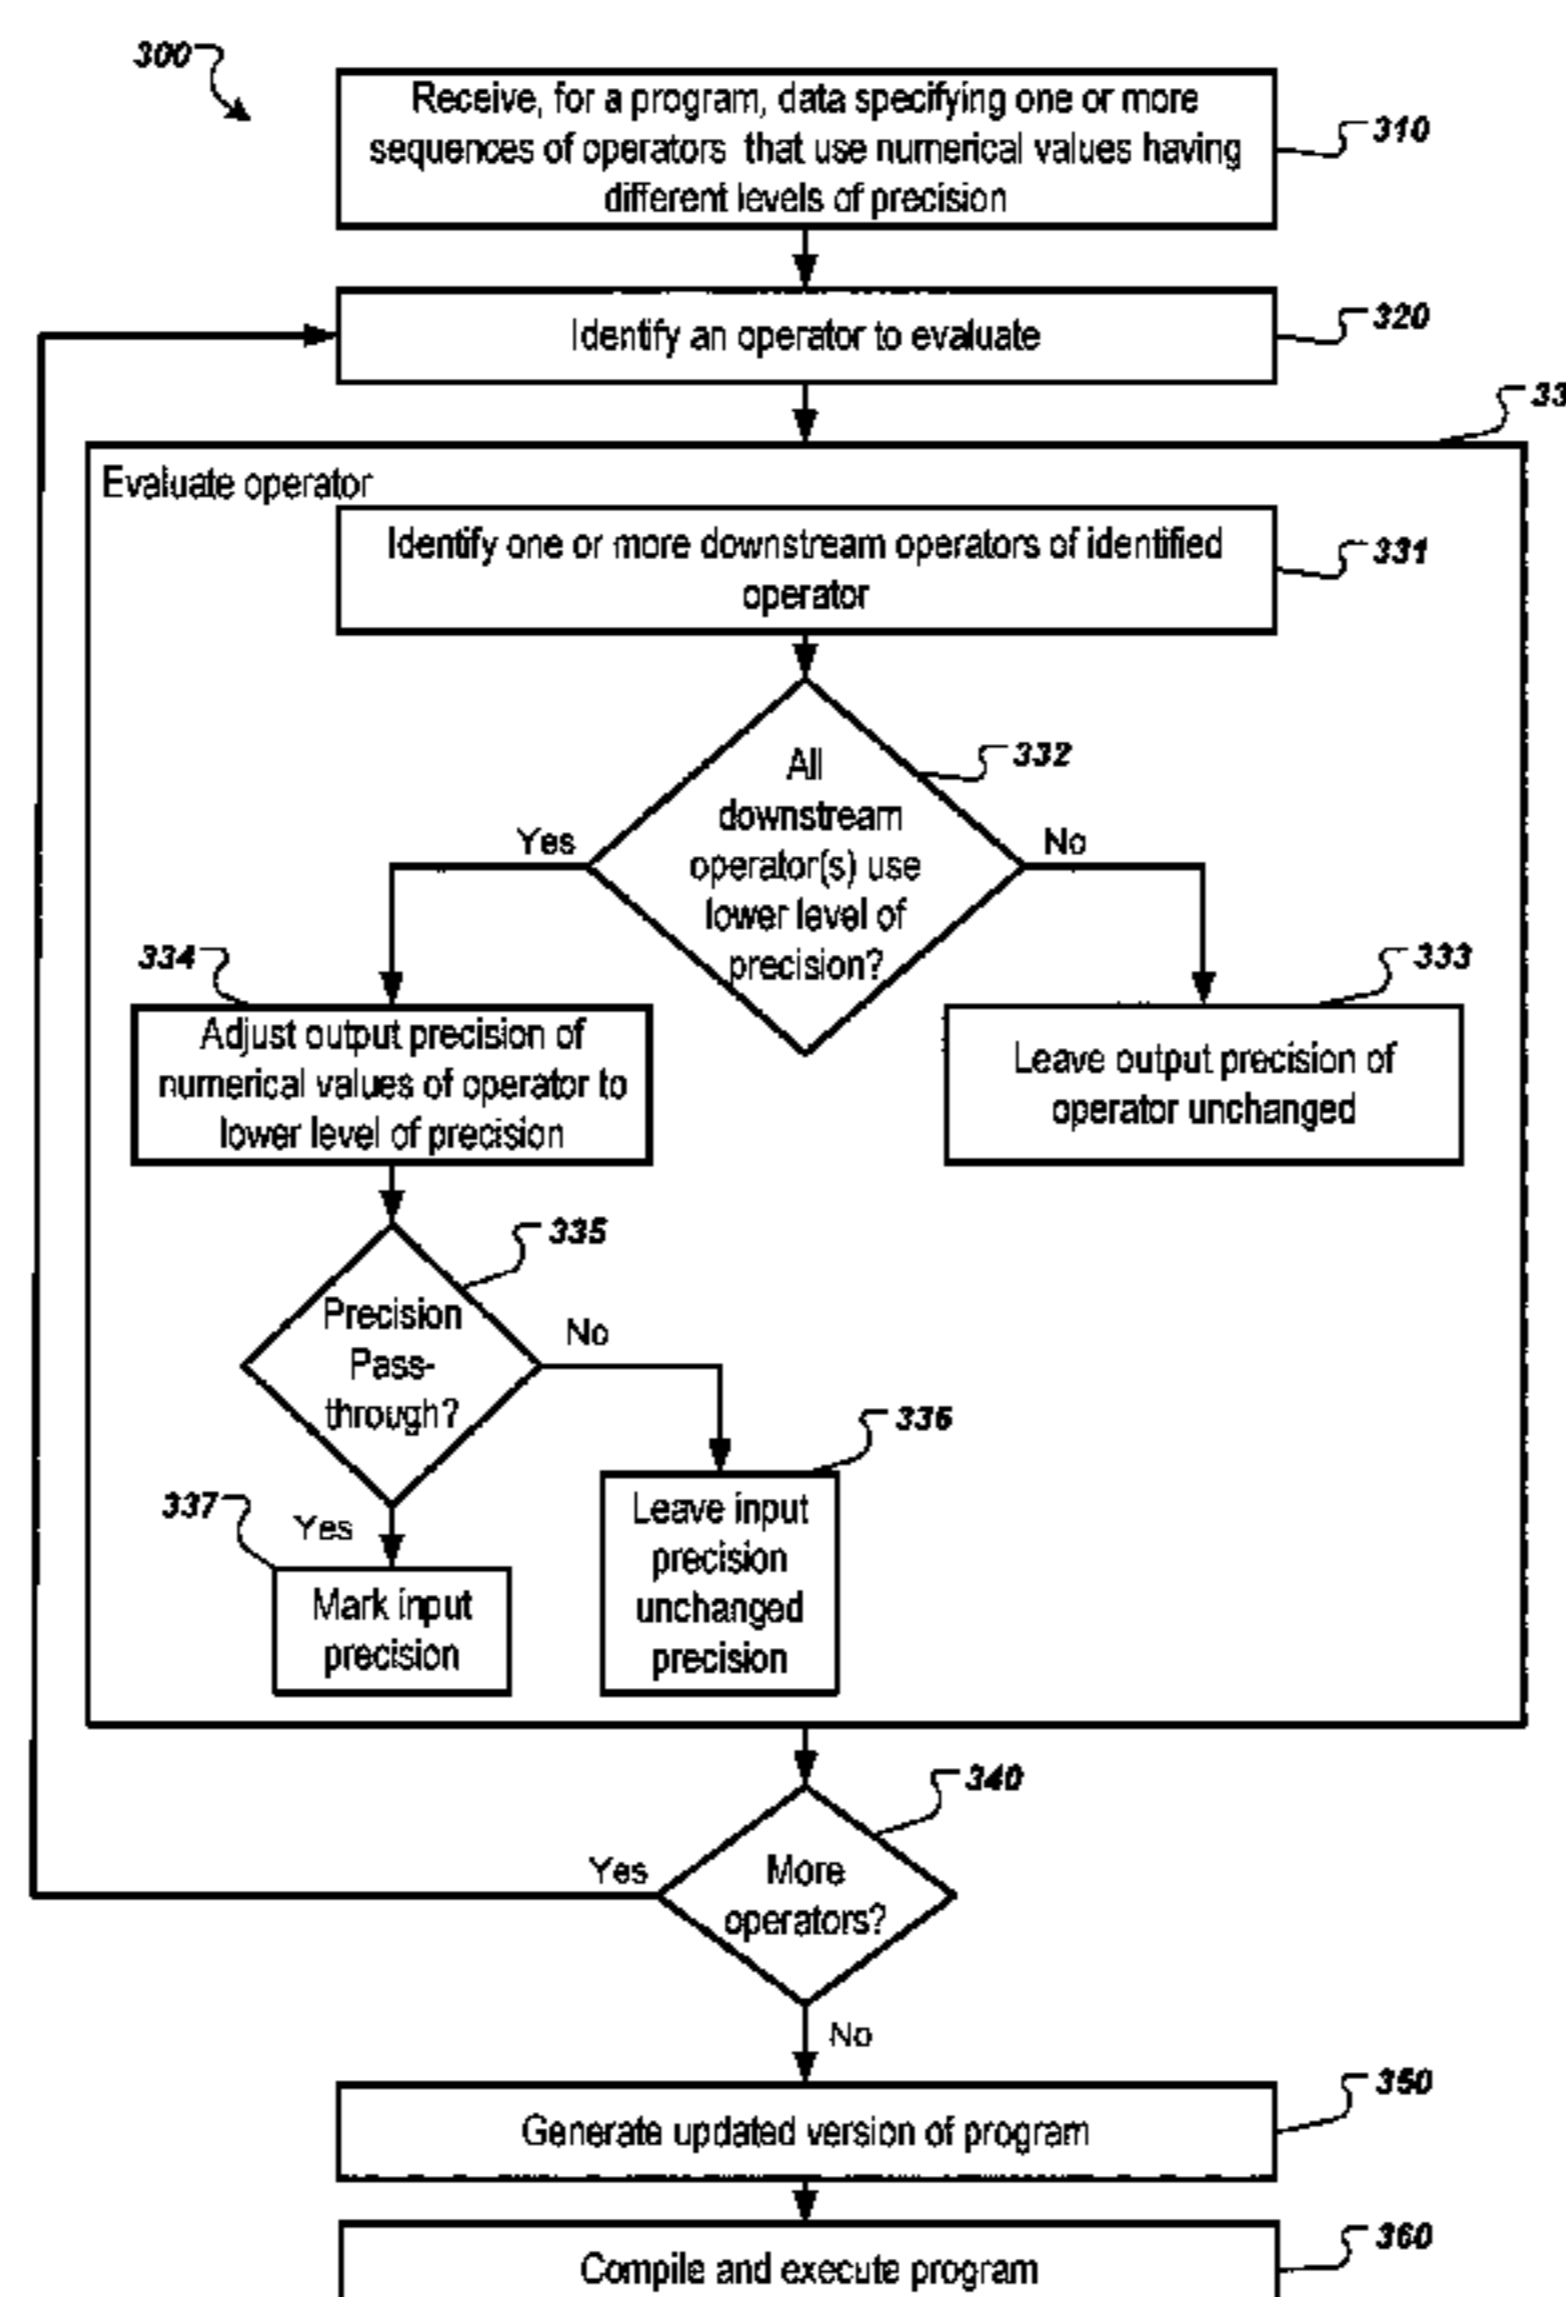 300
Receive, for a program, data specifying one or more
sequences of operators that use numerical values having
different levels of precision
310
Identify an operator to evaluate
320
33
Evaluate operator
Identify one or more downstream operators of identified
operator
331
All
downstream
operator(s) use
lower level of
precision?
332
Yes
No
334
Adjust output precision of
numerical values of operator to
lower level of precision
333
Leave output precision of
operator unchanged
335
Precision
Pass-
through?
No
336
Leave input
precision
unchanged
precision
337
Yes
Mark input
precision
340
More
operators?
Yes
No
Generate updated version of program
350
Compile and execute program
360